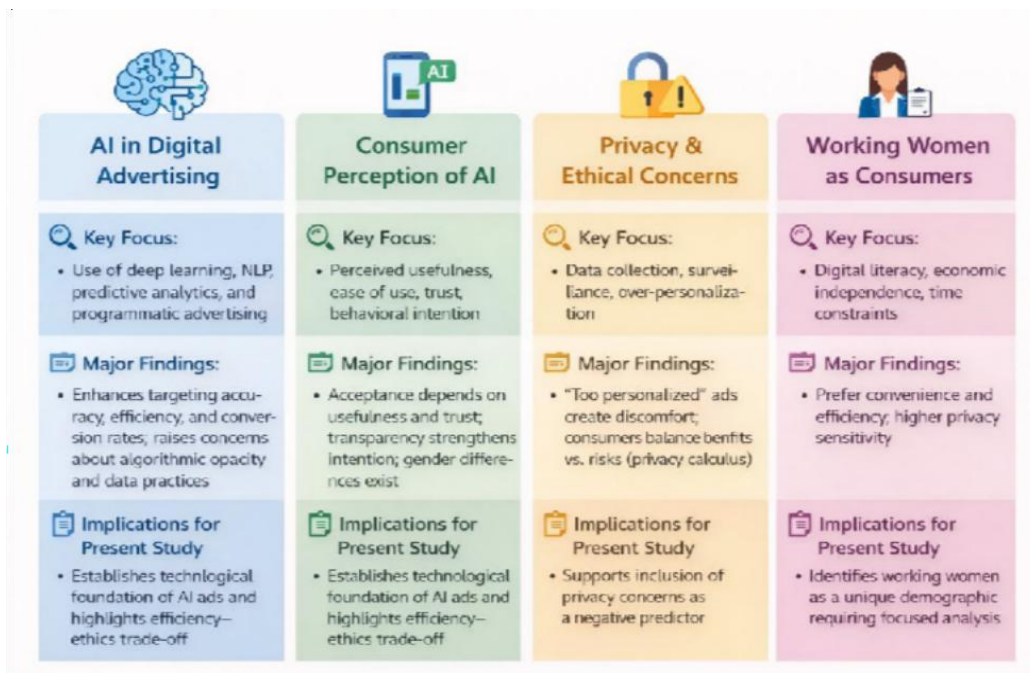 AI
AI in Digital
Advertising
Key Focus:
• Use of deep learning, NLP,
predictive analytics, and
programmatic advertising
Major Findings:
• Enhances targeting accu-
racy, efficiency, and conver-
sion rates; raises concerns
about algorithmic opacity
and data practices
Implications for
Present Study
• Establishes technlogical
foundation of AI ads and
highlights efficiency–
ethics trade-off
Consumer
Perception of AI
Key Focus:
• Perceived usefulness,
ease of use, trust,
behavioral intention
Major Findings:
• Acceptance depends on
usefulness and trust;
transparency strengthens
intention; gender differe-
nces exist
Implications for
Present Study
• Establishes technological
foundation of AI ads and
highlights efficiency–
ethics trade-off
Privacy &
Ethical Concerns
Key Focus:
• Data collection, survei-
llance, over-personaliza-
tion
Major Findings:
• “Too personalized” ads
create discomfort;
consumers balance benfits
vs. risks (privacy calculus)
Implications for
Present Study
• Supports inclusion of
privacy concerns as
a negative predictor
Working Women
as Consumers
Key Focus:
• Digital literacy, economic
independence, time
constraints
Major Findings:
• Prefer convenience and
efficiency; higher privacy
sensitivity
Implications for
Present Study
• Identifies working women
as a unique demographic
requiring focused analysis